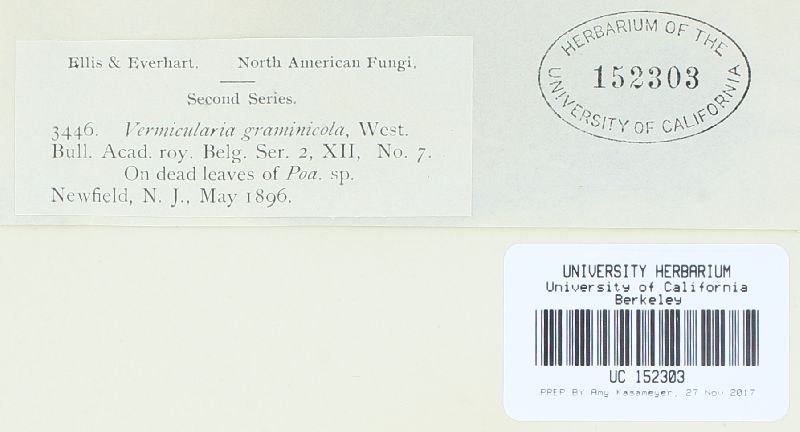 Ellis & Everhart, North American Fungi,
Second Series.
3446. Vermicularia graminicola, West.
Bull. Acad. roy. Belg. Ser. 2, XII, No. 7.
On dead leaves of Poa. sp.
Newfield, N. J., May 1896.
HERBARIUM OF THE
152303
UNIVERSITY OF CALIFORNIA
UNIVERSITY HERBARIUM
University of California
Berkeley
UC 152303
PREP BY Amy Kasameyer, 27 Nov 2017